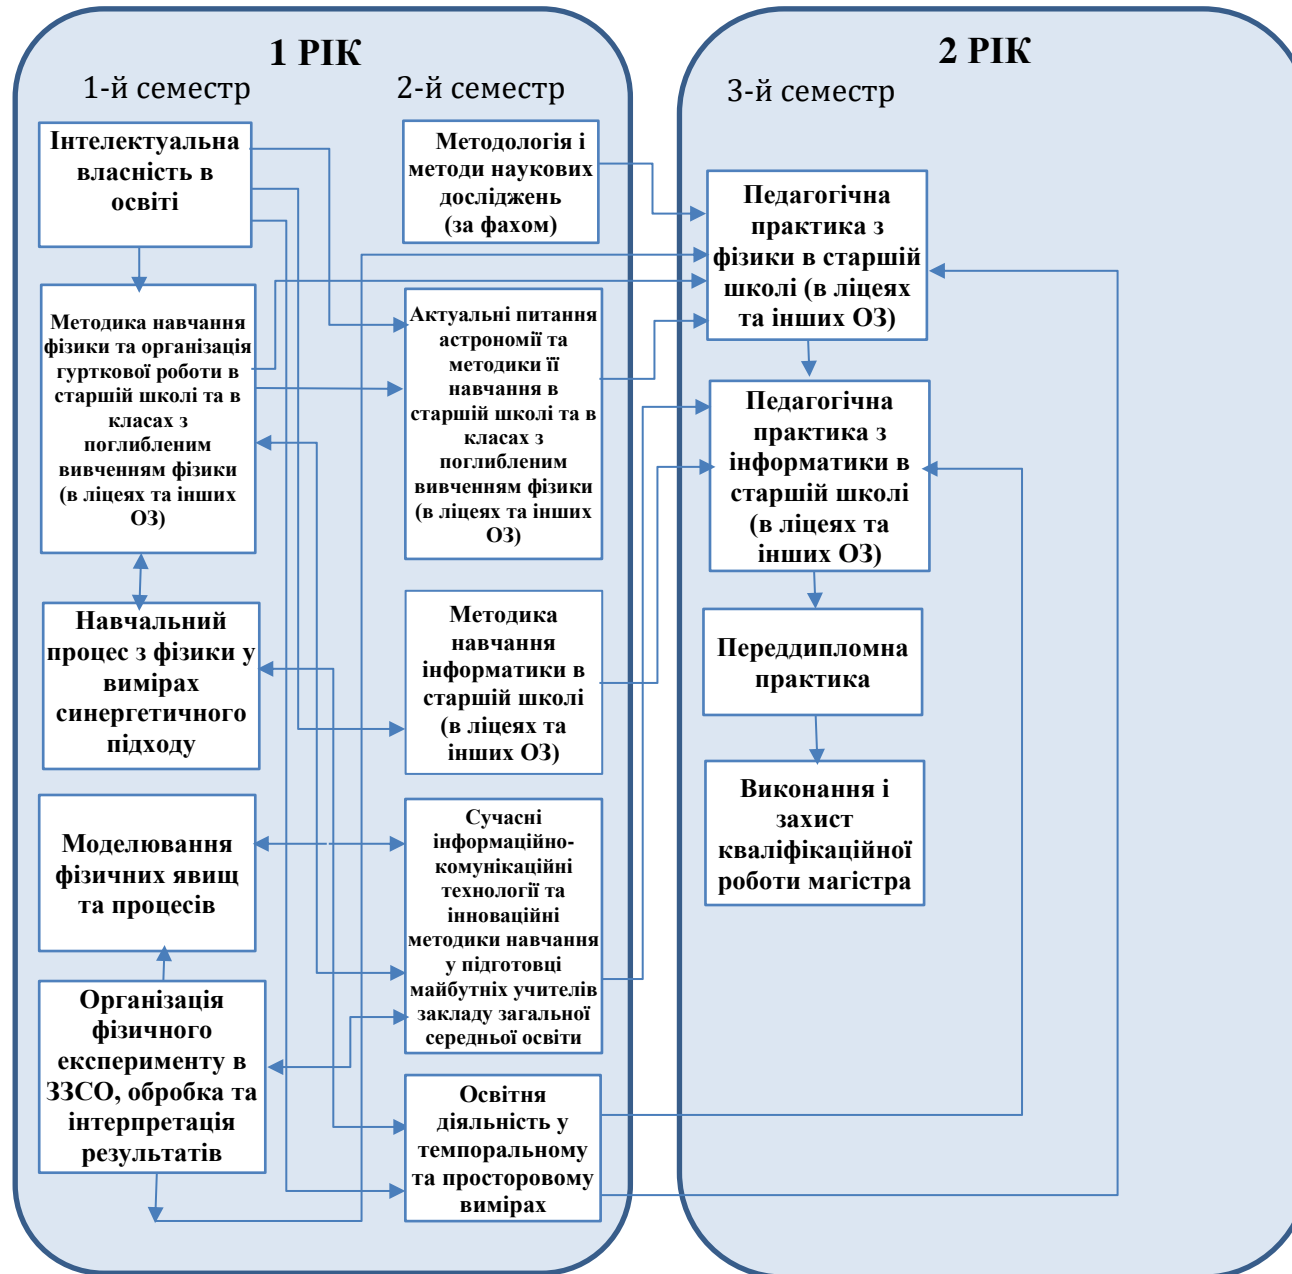 1 РІК
1-й семестр
2-й семестр
Інтелектуальна
власність в
освіті
Методика навчання
фізики та організація
гурткової роботи в
старшій школі та в
класах з
поглибленим
вивченням фізики
(в ліцеях та інших
ОЗ)
Навчальний
процес з фізики у
вимірах
синергетичного
підходу
Моделювання
фізичних явищ
та процесів
Організація
фізичного
експерименту в
ЗЗСО, обробка та
інтерпретація
результатів
Методологія і
методи наукових
досліджень
(за фахом)
Актуальні питання
астрономії та
методики її
навчання в
старшій школі та в
класах з
поглибленим
вивченням фізики
(в ліцеях та інших
ОЗ)
Методика
навчання
інформатики в
старшій школі
(в ліцеях та
інших ОЗ)
Сучасні
інформаційно-
комунікаційні
технології та
інноваційні
методики навчання
у підготовці
майбутніх учителів
закладу загальної
середньої освіти
Освітня
діяльність у
темпоральному
та просторовому
вимірах
2 РІК
3-й семестр
Педагогічна
практика з
фізики в старшій
школі (в ліцеях
та інших ОЗ)
Педагогічна
практика з
інформатики в
старшій школі
(в ліцеях та
інших ОЗ)
Переддипломна
практика
Виконання і
захист
кваліфікаційної
роботи магістра